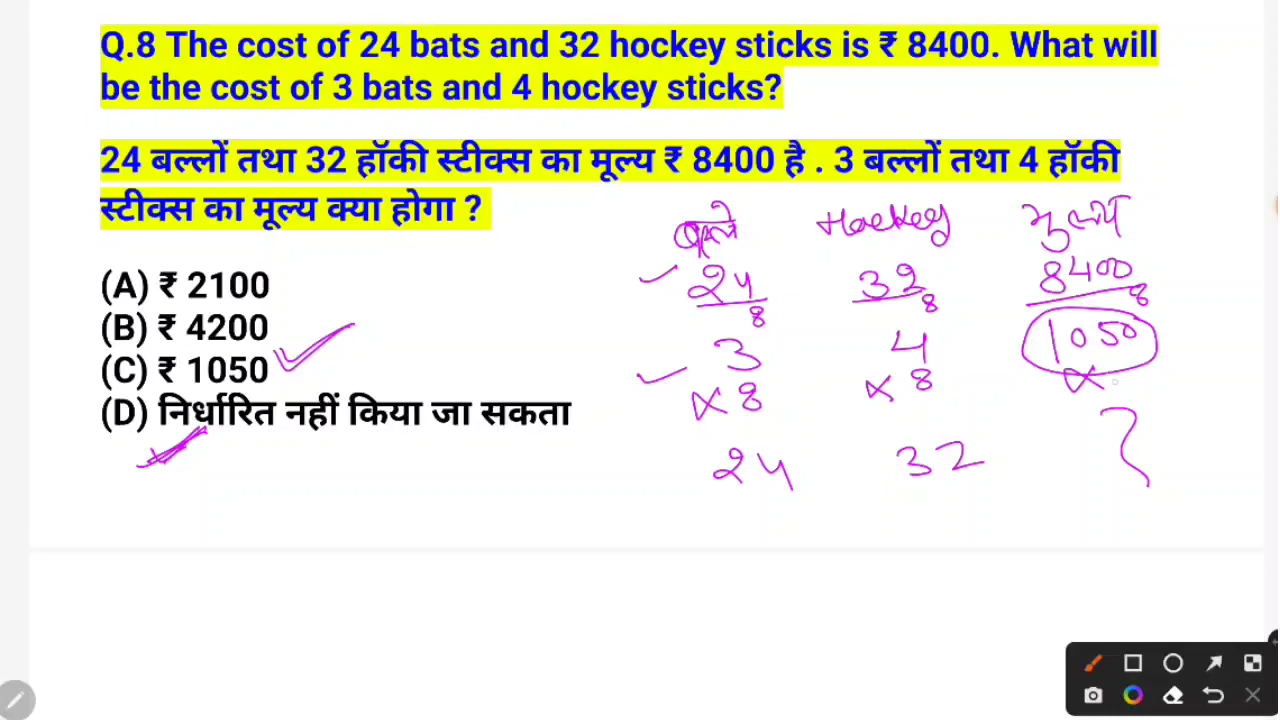 Q.8 The cost of 24 bats and 32 hockey sticks is ₹ 8400. What will
be the cost of 3 bats and 4 hockey sticks?
24 बल्लों तथा 32 हॉकी स्टीक्स का मूल्य ₹ 8400 है . 3 बल्लों तथा 4 हॉकी
स्टीक्स का मूल्य क्या होगा ?
(A) ₹ 2100
(B) ₹ 4200
(C) ₹ 1050
(D) निर्धारित नहीं किया जा सकता
Hockey
24 32 8400
8 8 8
3 4 1050
×8 ×8 ×
24 32 ?